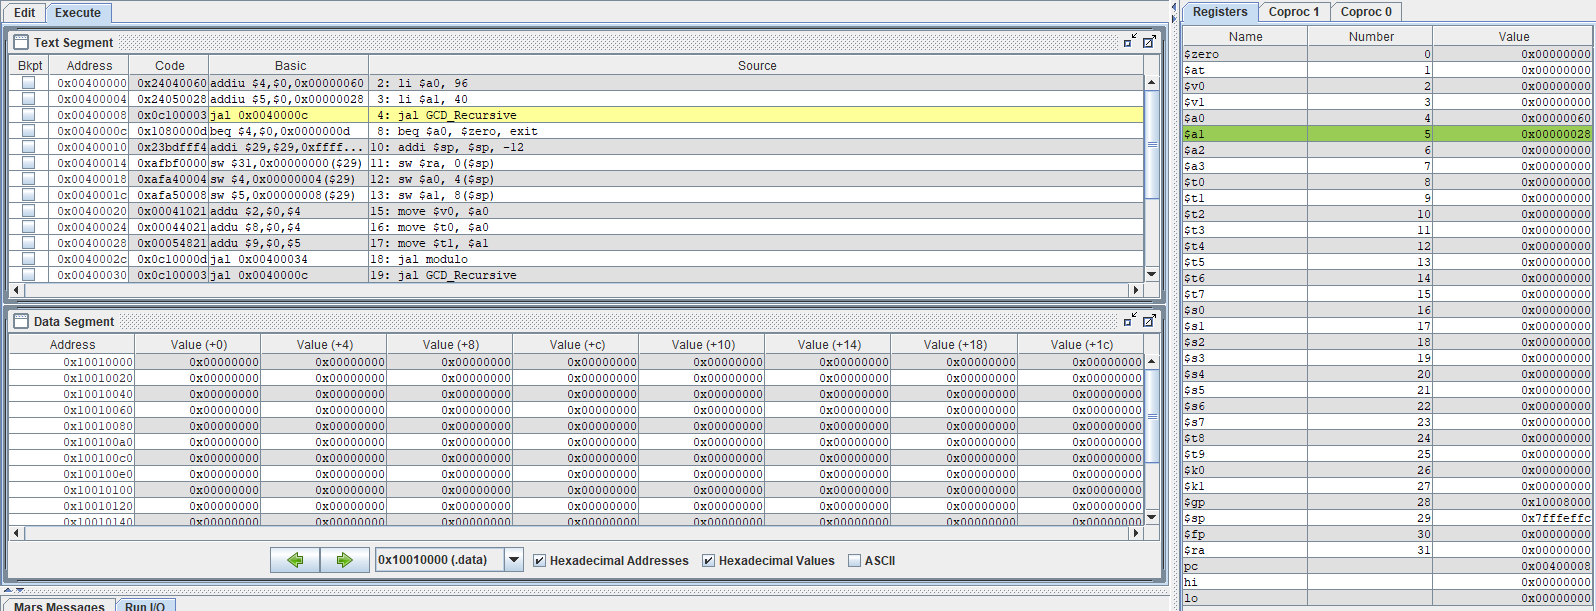 Edit Execute
Text Segment
Bkpt Address Code Basic Source
0x00400000 0x24040060 addiu $4,$0,0x00000060 2: li $a0, 96
0x00400004 0x24050028 addiu $5,$0,0x00000028 3: li $a1, 40
0x00400008 0x0c100003 jal 0x0040000c 4: jal GCD_Recursive
0x0040000c 0x1080000d beq $4,$0,0x0000000d 8: beq $a0, $zero, exit
0x00400010 0x23bdfff4 addi $29,$29,0xffff... 10: addi $sp, $sp, -12
0x00400014 0xafbf0000 sw $31,0x00000000($29) 11: sw $ra, 0($sp)
0x00400018 0xafa40004 sw $4,0x00000004($29) 12: sw $a0, 4($sp)
0x0040001c 0xafa50008 sw $5,0x00000008($29) 13: sw $a1, 8($sp)
0x00400020 0x00041021 addu $2,$0,$4 15: move $v0, $a0
0x00400024 0x00044021 addu $8,$0,$4 16: move $t0, $a0
0x00400028 0x00054821 addu $9,$0,$5 17: move $t1, $a1
0x0040002c 0x0c10000d jal 0x00400034 18: jal modulo
0x00400030 0x0c100003 jal 0x0040000c 19: jal GCD_Recursive
Data Segment
Address Value (+0) Value (+4) Value (+8) Value (+c) Value (+10) Value (+14) Value (+18) Value (+1c)
0x10010000 0x00000000 0x00000000 0x00000000 0x00000000 0x00000000 0x00000000 0x00000000 0x00000000
0x10010020 0x00000000 0x00000000 0x00000000 0x00000000 0x00000000 0x00000000 0x00000000 0x00000000
0x10010040 0x00000000 0x00000000 0x00000000 0x00000000 0x00000000 0x00000000 0x00000000 0x00000000
0x10010060 0x00000000 0x00000000 0x00000000 0x00000000 0x00000000 0x00000000 0x00000000 0x00000000
0x10010080 0x00000000 0x00000000 0x00000000 0x00000000 0x00000000 0x00000000 0x00000000 0x00000000
0x100100a0 0x00000000 0x00000000 0x00000000 0x00000000 0x00000000 0x00000000 0x00000000 0x00000000
0x100100c0 0x00000000 0x00000000 0x00000000 0x00000000 0x00000000 0x00000000 0x00000000 0x00000000
0x100100e0 0x00000000 0x00000000 0x00000000 0x00000000 0x00000000 0x00000000 0x00000000 0x00000000
0x10010100 0x00000000 0x00000000 0x00000000 0x00000000 0x00000000 0x00000000 0x00000000 0x00000000
0x10010120 0x00000000 0x00000000 0x00000000 0x00000000 0x00000000 0x00000000 0x00000000 0x00000000
0x10010140 0x00000000 0x00000000 0x00000000 0x00000000 0x00000000 0x00000000 0x00000000 0x00000000
0x10010000 (.data) Hexadecimal Addresses Hexadecimal Values ASCII
Mars Messages Run I/O
Registers Coproc 1 Coproc 0
Name Number Value
$zero 0 0x00000000
$at 1 0x00000000
$v0 2 0x00000000
$v1 3 0x00000000
$a0 4 0x00000060
$a1 5 0x00000028
$a2 6 0x00000000
$a3 7 0x00000000
$t0 8 0x00000000
$t1 9 0x00000000
$t2 10 0x00000000
$t3 11 0x00000000
$t4 12 0x00000000
$t5 13 0x00000000
$t6 14 0x00000000
$t7 15 0x00000000
$s0 16 0x00000000
$s1 17 0x00000000
$s2 18 0x00000000
$s3 19 0x00000000
$s4 20 0x00000000
$s5 21 0x00000000
$s6 22 0x00000000
$s7 23 0x00000000
$t8 24 0x00000000
$t9 25 0x00000000
$k0 26 0x00000000
$k1 27 0x00000000
$gp 28 0x10008000
$sp 29 0x7fffeffc
$fp 30 0x00000000
$ra 31 0x00000000
pc 0x00400008
hi 0x00000000
lo 0x00000000